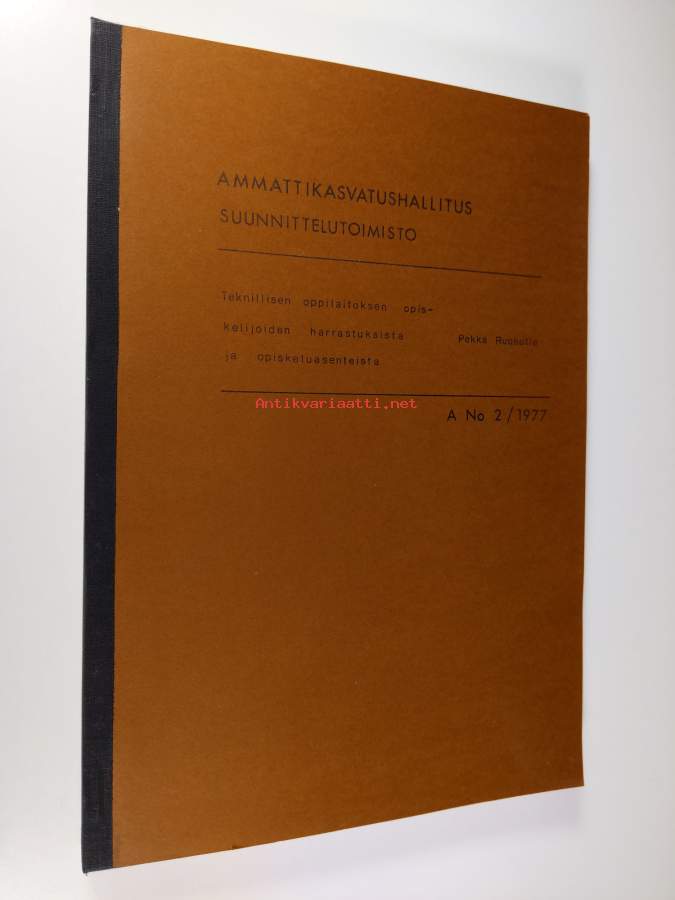 AMMATTIKASVATUSHALLITUS
SUUNNITTELUTOIMISTO
Teknillisen oppilaitoksen opis-
kelijoiden harrastuksista Pekka Ruohotie
ja opiskeluasenteista
Antikvariaatti.net
A No 2/1977